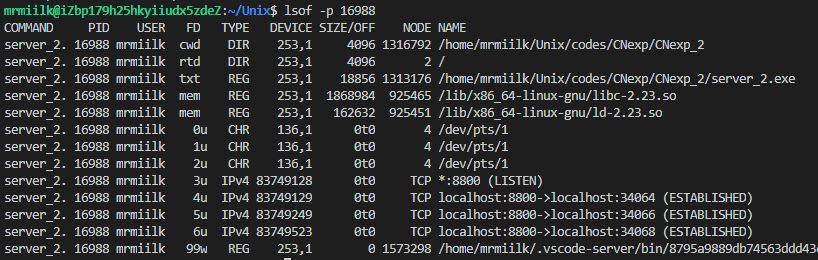 mrmiilk@iZbp179h25hkyiiudx5zdeZ:~/Unix$ lsof -p 16988
COMMAND PID USER FD TYPE DEVICE SIZE/OFF NODE NAME
server_2. 16988 mrmiilk cwd DIR 253,1 4096 1316792 /home/mrmiilk/Unix/codes/CNexp/CNexp_2
server_2. 16988 mrmiilk rtd DIR 253,1 4096 2 /
server_2. 16988 mrmiilk txt REG 253,1 18856 1313176 /home/mrmiilk/Unix/codes/CNexp/CNexp_2/server_2.exe
server_2. 16988 mrmiilk mem REG 253,1 1868984 925465 /lib/x86_64-linux-gnu/libc-2.23.so
server_2. 16988 mrmiilk mem REG 253,1 162632 925451 /lib/x86_64-linux-gnu/ld-2.23.so
server_2. 16988 mrmiilk 0u CHR 136,1 0t0 4 /dev/pts/1
server_2. 16988 mrmiilk 1u CHR 136,1 0t0 4 /dev/pts/1
server_2. 16988 mrmiilk 2u CHR 136,1 0t0 4 /dev/pts/1
server_2. 16988 mrmiilk 3u IPv4 83749128 0t0 TCP *:8800 (LISTEN)
server_2. 16988 mrmiilk 4u IPv4 83749129 0t0 TCP localhost:8800->localhost:34064 (ESTABLISHED)
server_2. 16988 mrmiilk 5u IPv4 83749249 0t0 TCP localhost:8800->localhost:34066 (ESTABLISHED)
server_2. 16988 mrmiilk 6u IPv4 83749523 0t0 TCP localhost:8800->localhost:34068 (ESTABLISHED)
server_2. 16988 mrmiilk 99w REG 253,1 0 1573298 /home/mrmiilk/.vscode-server/bin/8795a9889db74563ddd43